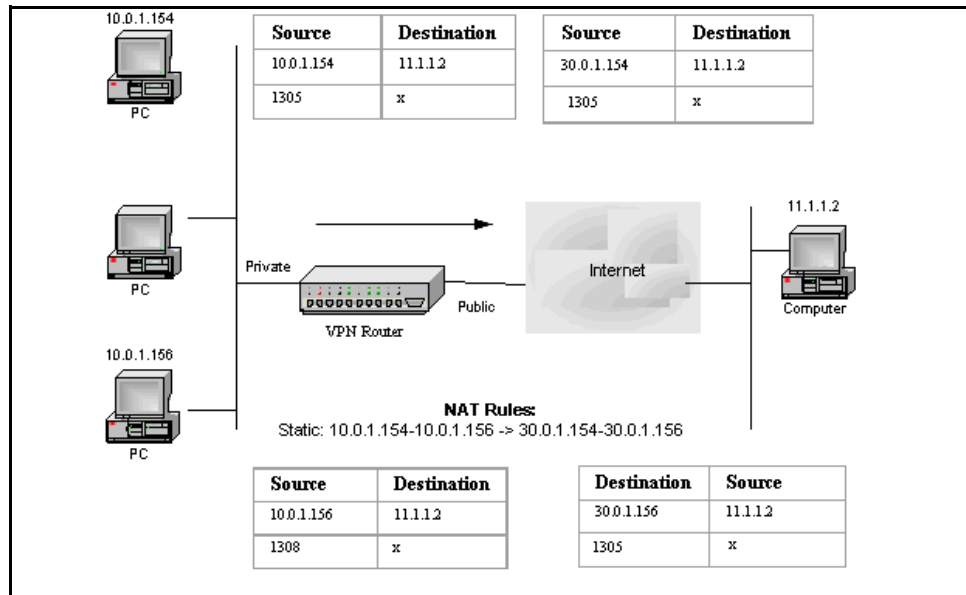 10.0.1.154
PC
Source Destination
10.0.1.154 11.1.1.2
1305 x
Source Destination
30.0.1.154 11.1.1.2
1305 x
PC
Private
VPN Router
Public
Internet
11.1.1.2
Computer
10.0.1.156
PC
NAT Rules:
Static: 10.0.1.154-10.0.1.156 -> 30.0.1.154-30.0.1.156
Source Destination
10.0.1.156 11.1.1.2
1308 x
Destination Source
30.0.1.156 11.1.1.2
1305 x